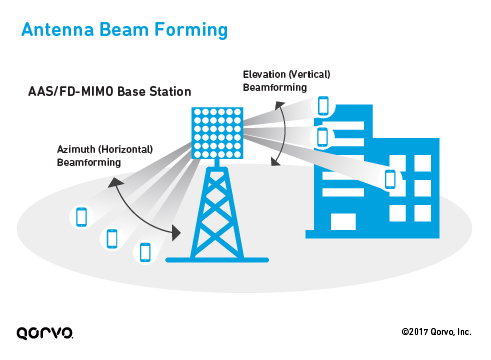 Antenna Beam Forming
Elevation (Vertical)
Beamforming
AAS/FD-MIMO Base Station
Azimuth (Horizontal)
Beamforming
QORVO
©2017 Qorvo, Inc.